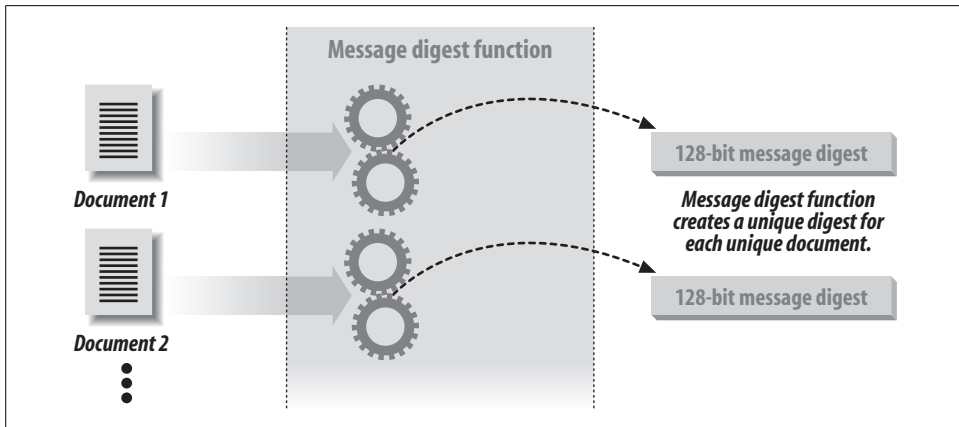 Message digest function
Document 1
128-bit message digest
Message digest function
creates a unique digest for
each unique document.
Document 2
128-bit message digest